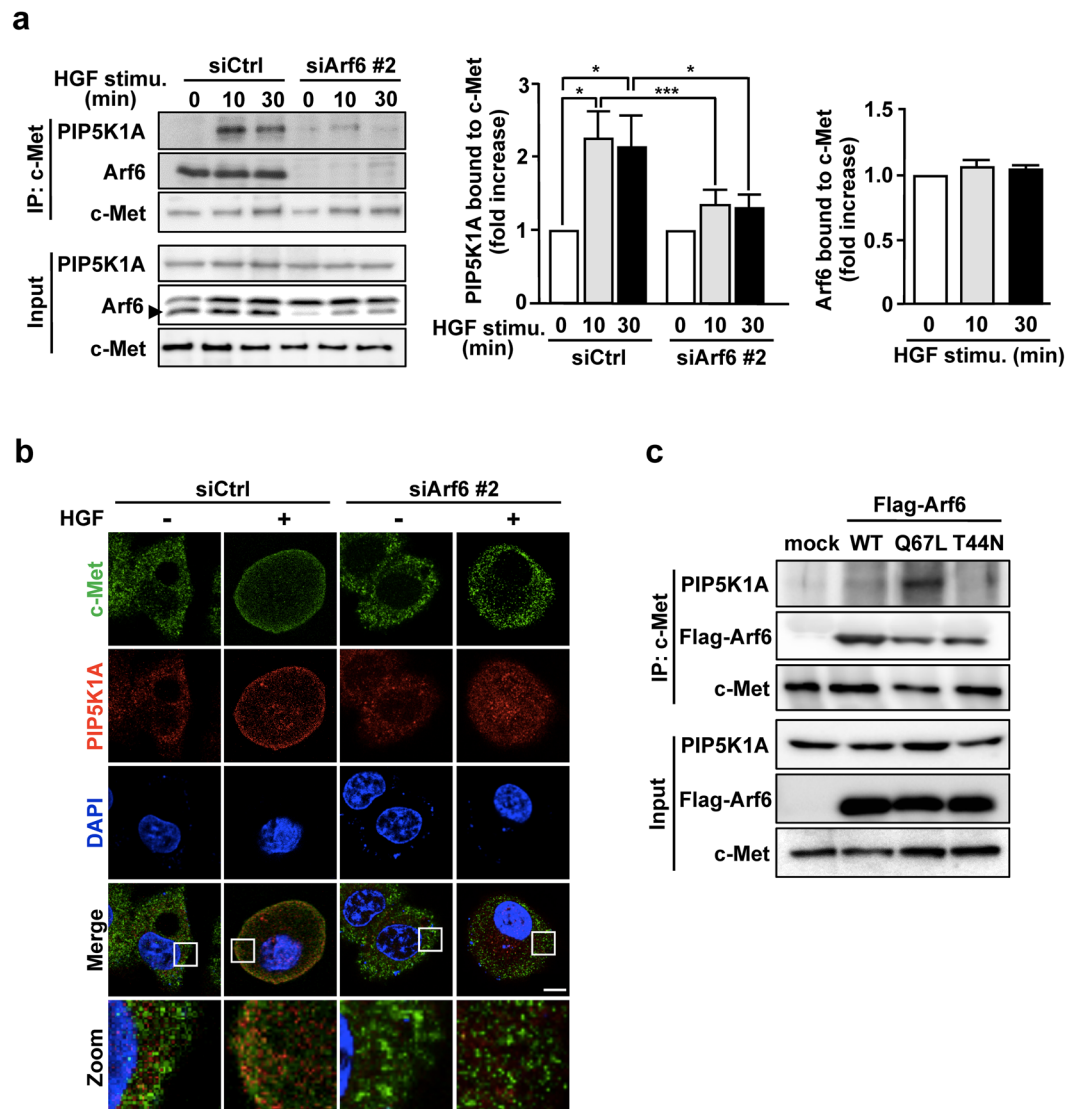 a
siCtrl siArf6 #2
HGF stimu.
(min) 0 10 30 0 10 30
IP: c-Met
PIP5K1A
Arf6
c-Met
Input
PIP5K1A
Arf6
c-Met
PIP5K1A bound to c-Met
(fold increase)
3
2
1
0
* * *** *
HGF stimu.
(min)
0 10 30 0 10 30
siCtrl siArf6 #2
Arf6 bound to c-Met
(fold increase)
1.5
1.0
0.5
0
0 10 30
HGF stimu. (min)
b
siCtrl siArf6 #2
HGF - + - +
c-Met
PIP5K1A
DAPI
Merge
Zoom
c
Flag-Arf6
mock WT Q67L T44N
IP: c-Met
PIP5K1A
Flag-Arf6
c-Met
Input
PIP5K1A
Flag-Arf6
c-Met